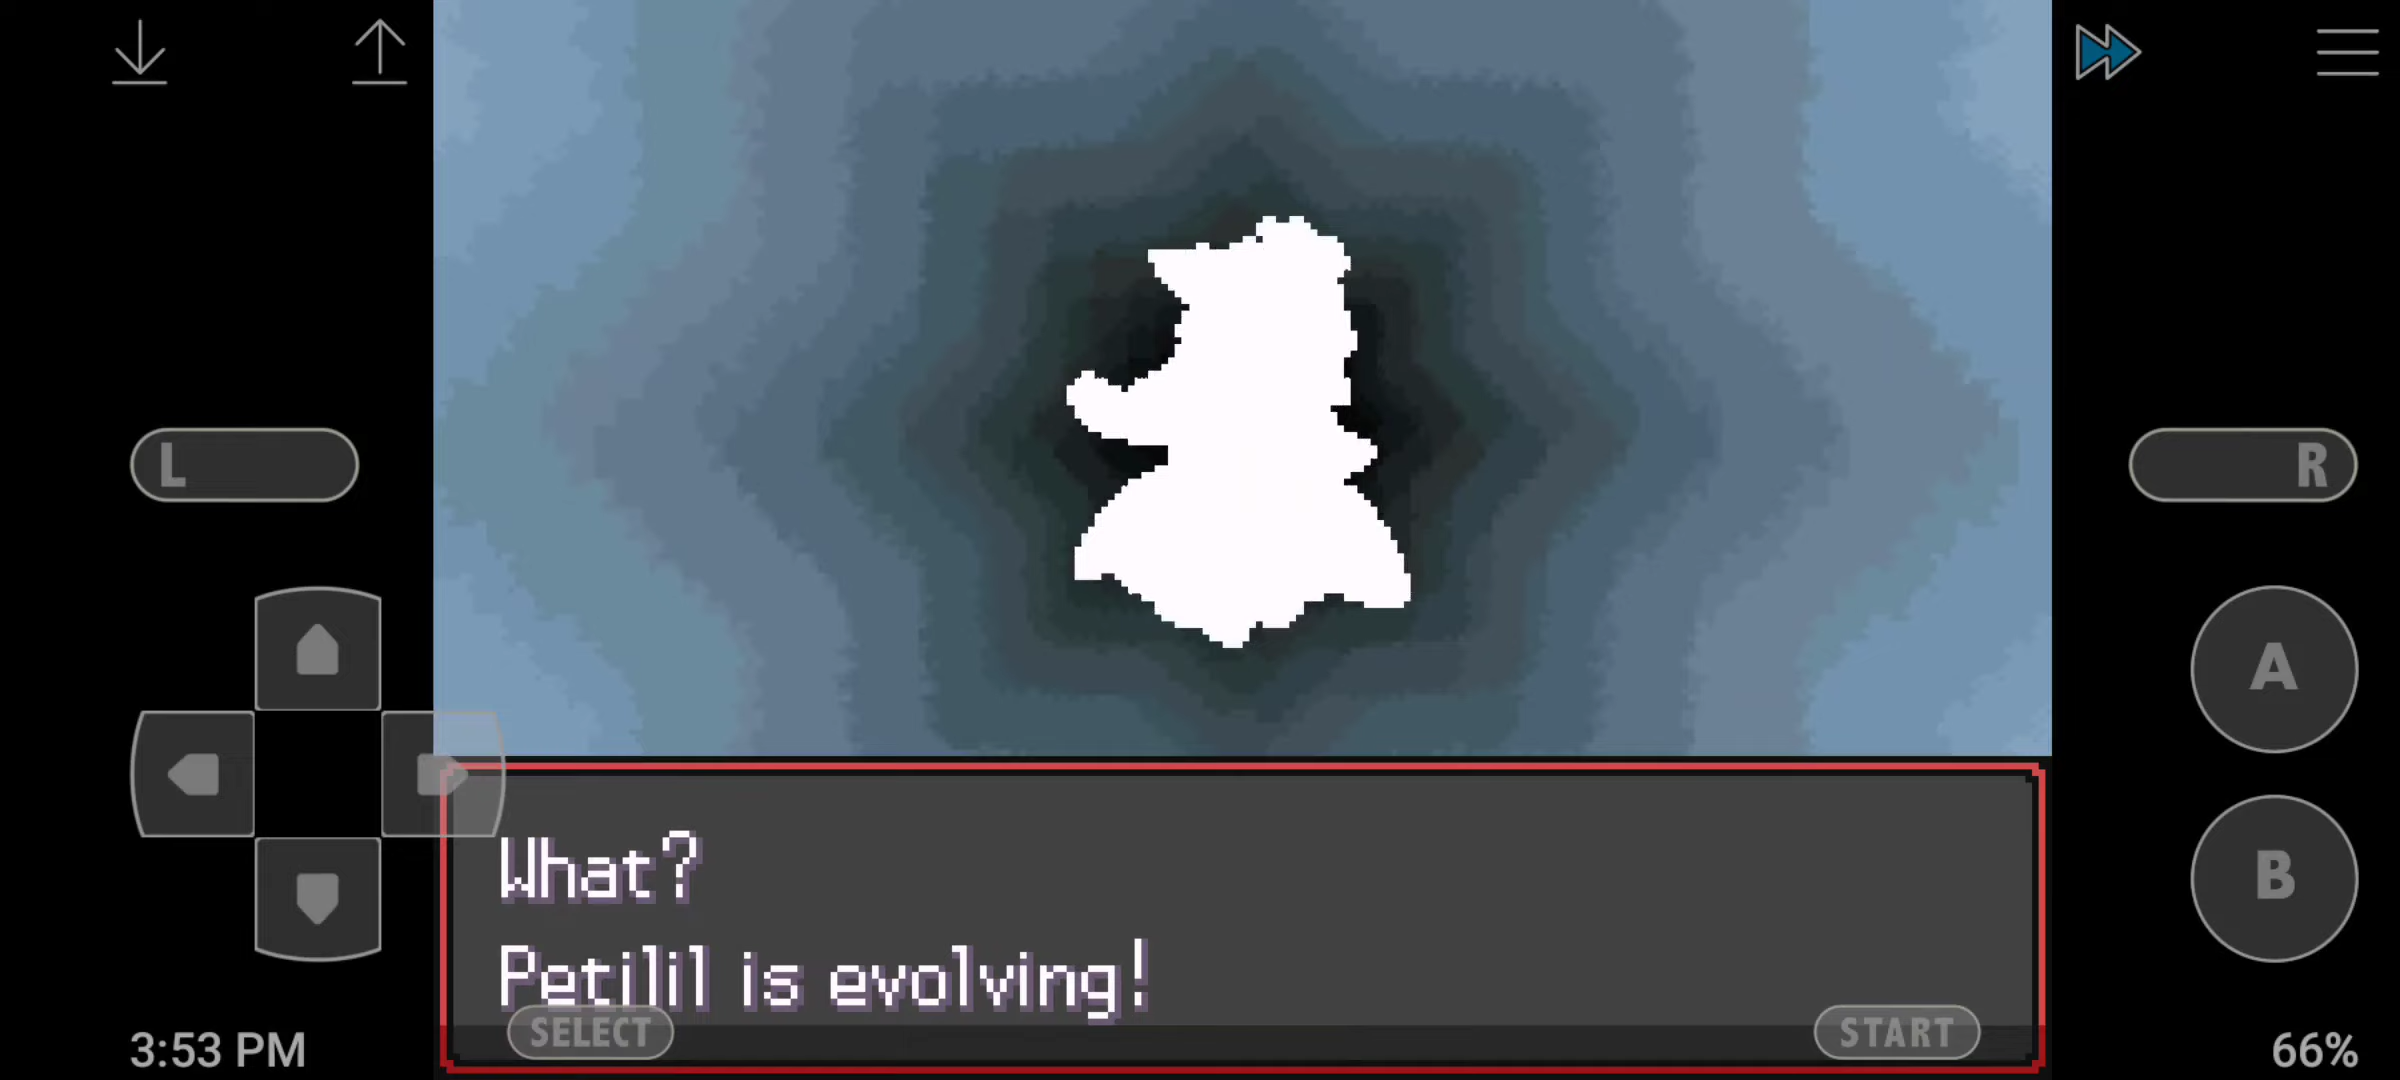 L
R
A
B
What?
Petilil is evolving!
SELECT
START
3:53 PM
66%